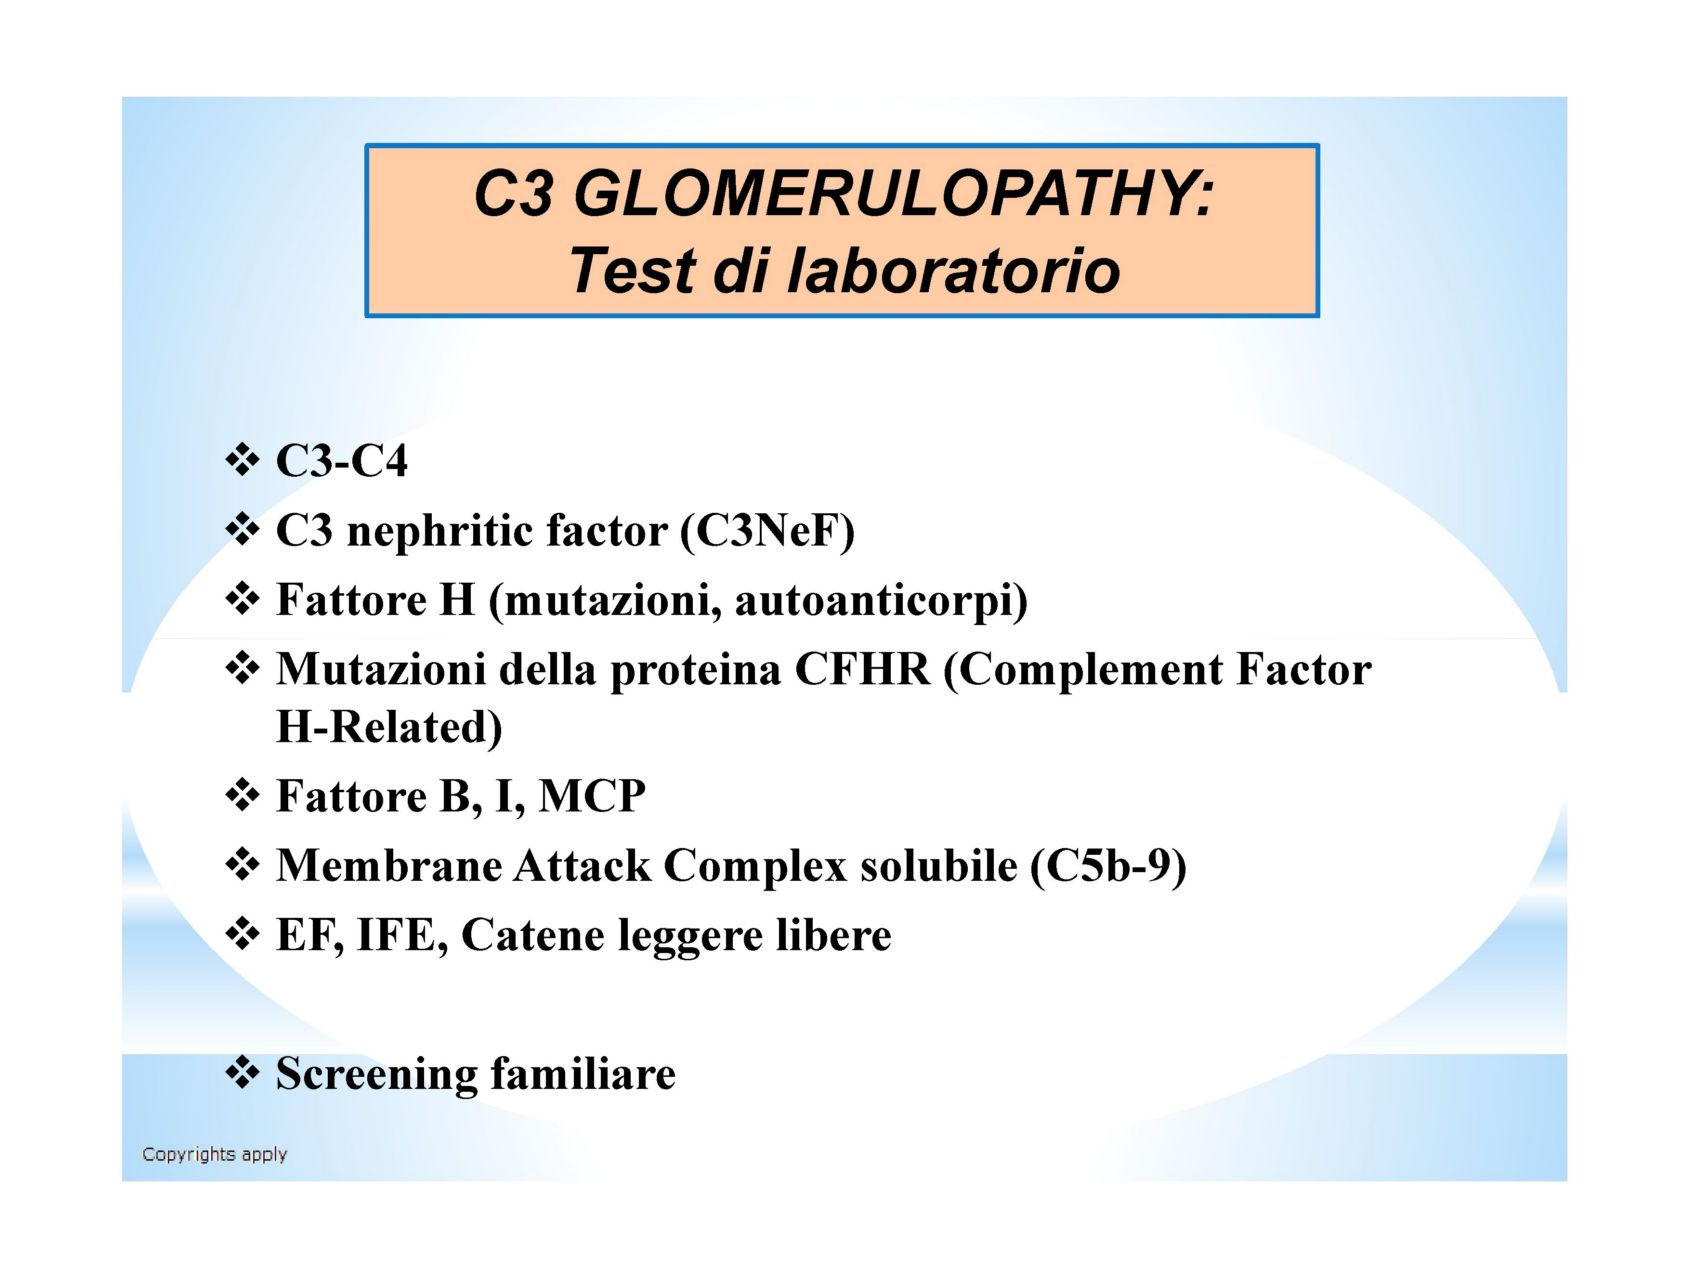 C3 GLOMERULOPATHY:
Test di laboratorio
❖ C3-C4
❖ C3 nephritic factor (C3NeF)
❖ Fattore H (mutazioni, autoanticorpi)
❖ Mutazioni della proteina CFHR (Complement Factor
H-Related)
❖ Fattore B, I, MCP
❖ Membrane Attack Complex solubile (C5b-9)
❖ EF, IFE, Catene leggere libere
❖ Screening familiare
Copyrights apply